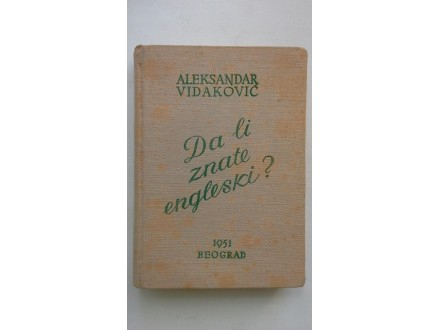 ALEKSANDAR
VIDAKOVIĆ
Da li
znate
engleski?
1951
BEOGRAD